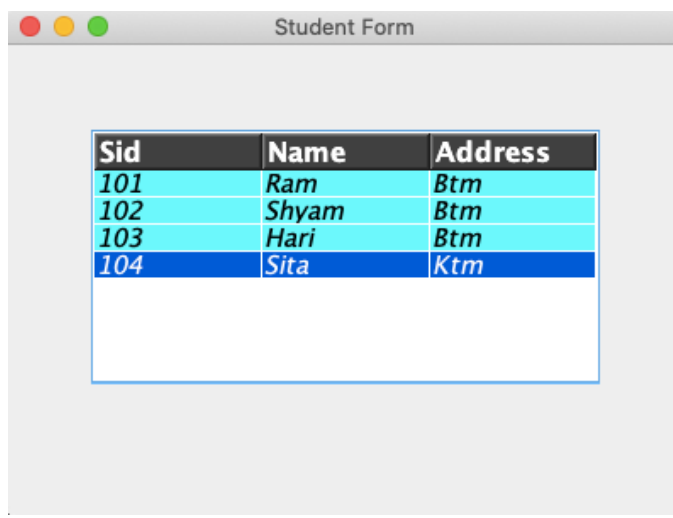 Student Form
Sid Name Address
101 Ram Btm
102 Shyam Btm
103 Hari Btm
104 Sita Ktm